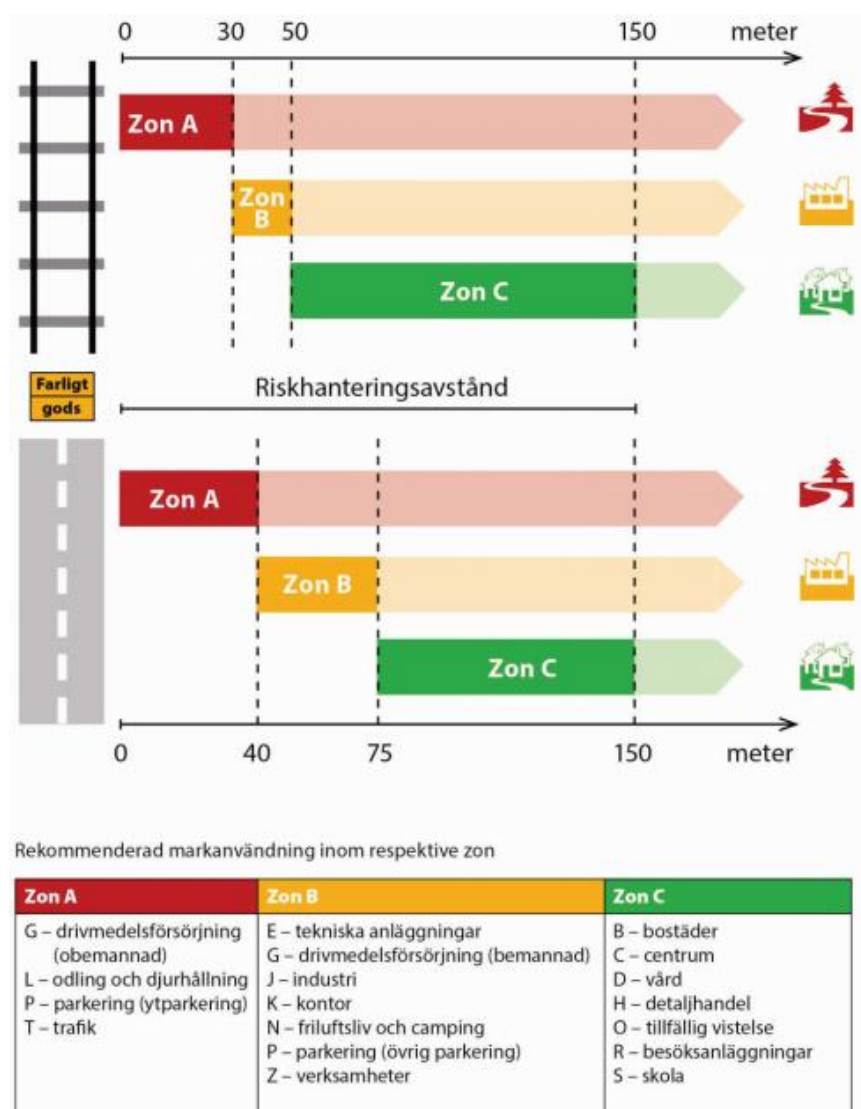 0 30 50 150 meter
Zon A
Zon
B
Zon C
Farligt
gods
Riskhanteringsavstånd
Zon A
Zon B
Zon C
0 40 75 150 meter
Rekommenderad markanvändning inom respektive zon
Zon A
G – drivmedelsförsörjning
(obemannad)
L – odling och djurhållning
P – parkering (ytparkering)
T – trafik
Zon B
E – tekniska anläggningar
G – drivmedelsförsörjning (bemannad)
J – industri
K – kontor
N – friluftsliv och camping
P – parkering (övrig parkering)
Z – verksamheter
Zon C
B – bostäder
C – centrum
D – vård
H – detaljhandel
O – tillfällig vistelse
R – besöksanläggningar
S – skola